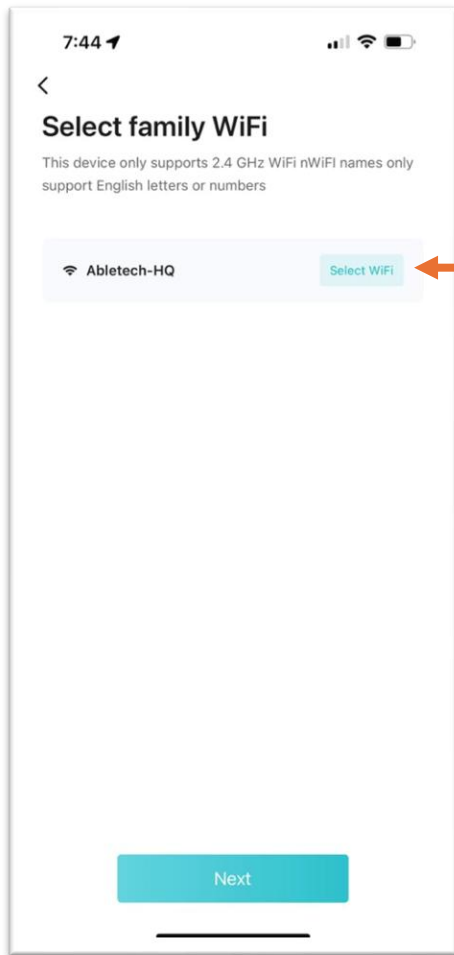 7:44
Select family WiFi
This device only supports 2.4 GHz WiFi nWiFI names only
support English letters or numbers
Abletech-HQ Select WiFi
Next